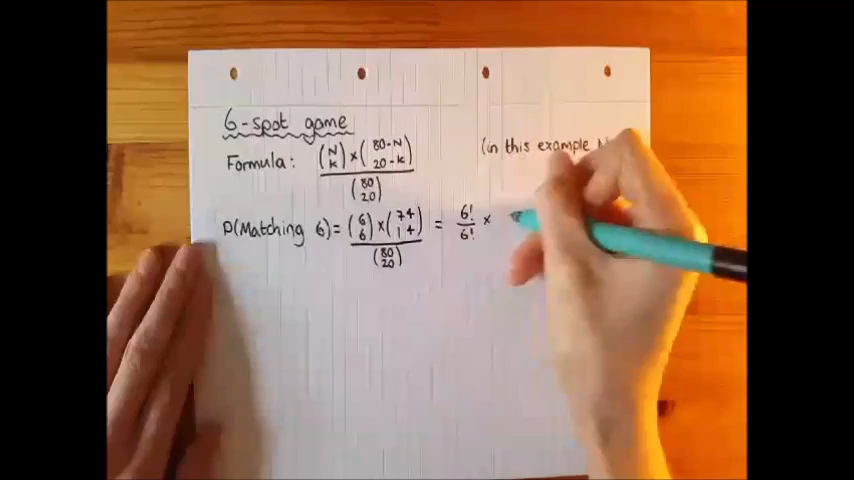 6-spot game
Formula: (N K) × (80-N 20-K) / (80 20)
(in this example N
P(Matching 6) = (6 6) × (74 14) / (80 20) = 6! / 6! ×